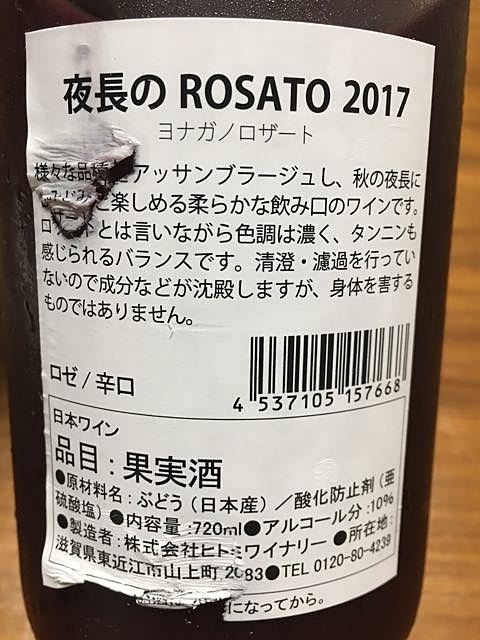 夜長の ROSATO 2017
ヨナガノロザート
様々な品種 アッサンブラージュし、秋の夜長に
と楽しめる柔らかな飲み口のワインです。
ロザートとは言いながら色調は濃く、タンニンも
感じられるバランスです。清澄・濾過を行ってい
ないので成分などが沈殿しますが、身体を害する
ものではありません。
ロゼ / 辛口
4 537105 157668
日本ワイン
品目 : 果実酒
●原材料名 : ぶどう (日本産) ／酸化防止剤 (亜
硫酸塩) ●内容量 :720ml●アルコール分 :10%
●製造者 : 株式会社ヒトミワイナリー ●所在地 :
滋賀県東近江市山上町 2083●TEL 0120-80-4239
になってから。